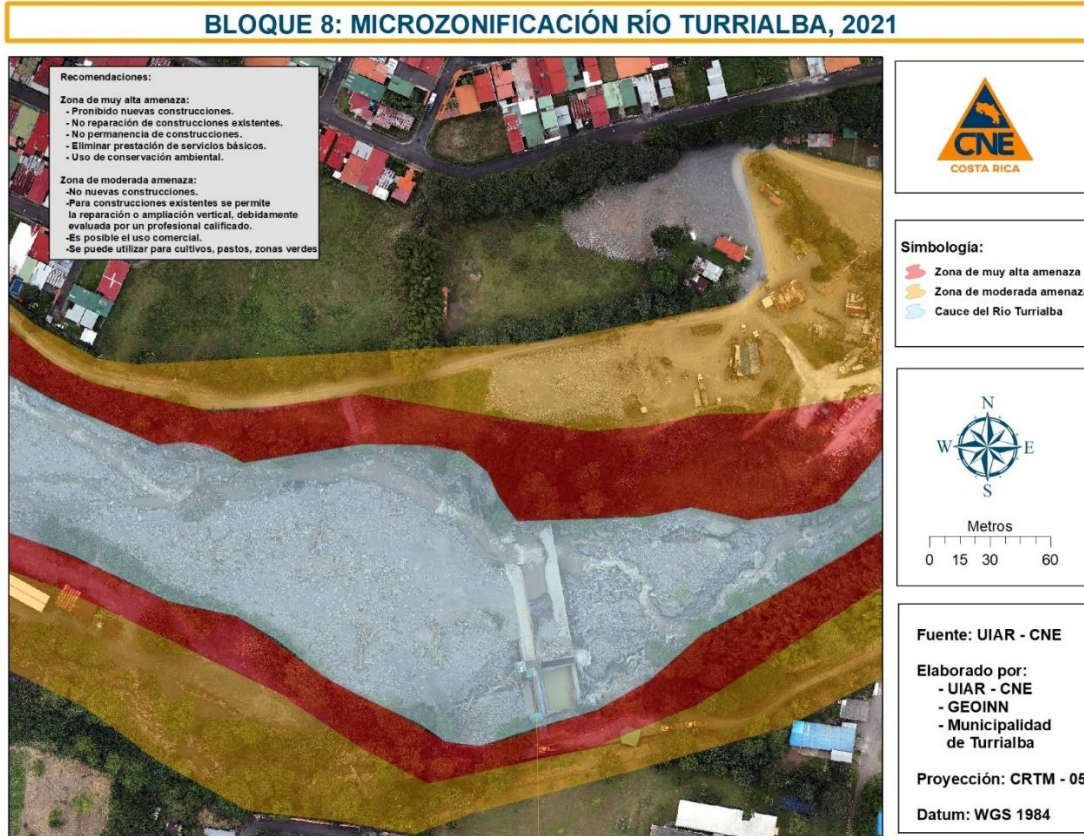 BLOQUE 8: MICROZONIFICACIÓN RÍO TURRIALBA, 2021
Recomendaciones:
Zona de muy alta amenaza:
- Prohibido nuevas construcciones.
- No reparación de construcciones existentes.
- No permanencia de construcciones.
- Eliminar prestación de servicios básicos.
- Uso de conservación ambiental.
Zona de moderada amenaza:
-No nuevas construcciones.
-Para construcciones existentes se permite
la reparación o ampliación vertical, debidamente
evaluada por un profesional calificado.
-Es posible el uso comercial.
-Se puede utilizar para cultivos, pastos, zonas verdes
CNE
COSTA RICA
Simbología:
Zona de muy alta amenaza
Zona de moderada amenaza
Cauce del Río Turrialba
N
W E
S
Metros
0 15 30 60
Fuente: UIAR - CNE
Elaborado por:
- UIAR - CNE
- GEOINN
- Municipalidad
de Turrialba
Proyección: CRTM - 05
Datum: WGS 1984